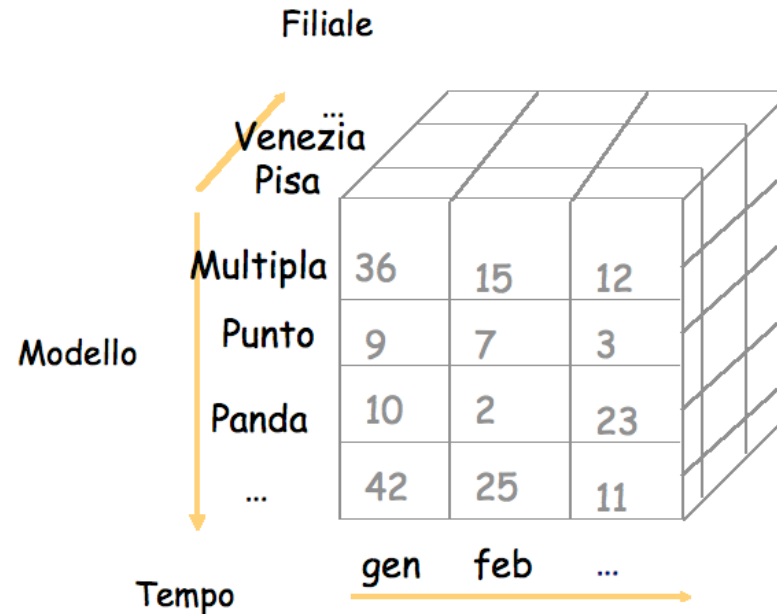 Filiale
...
Venezia
Pisa
Multipla 36 15 12
Punto 9 7 3
Modello
Panda 10 2 23
... 42 25 11
gen feb ...
Tempo